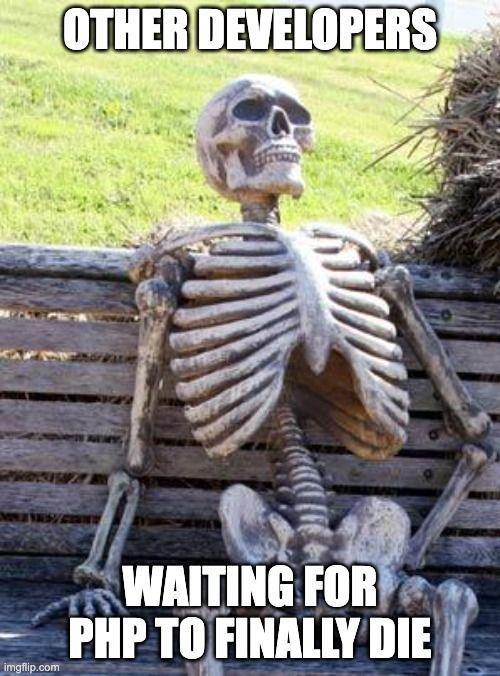 OTHER DEVELOPERS
WAITING FOR
PHP TO FINALLY DIE
imgflip.com